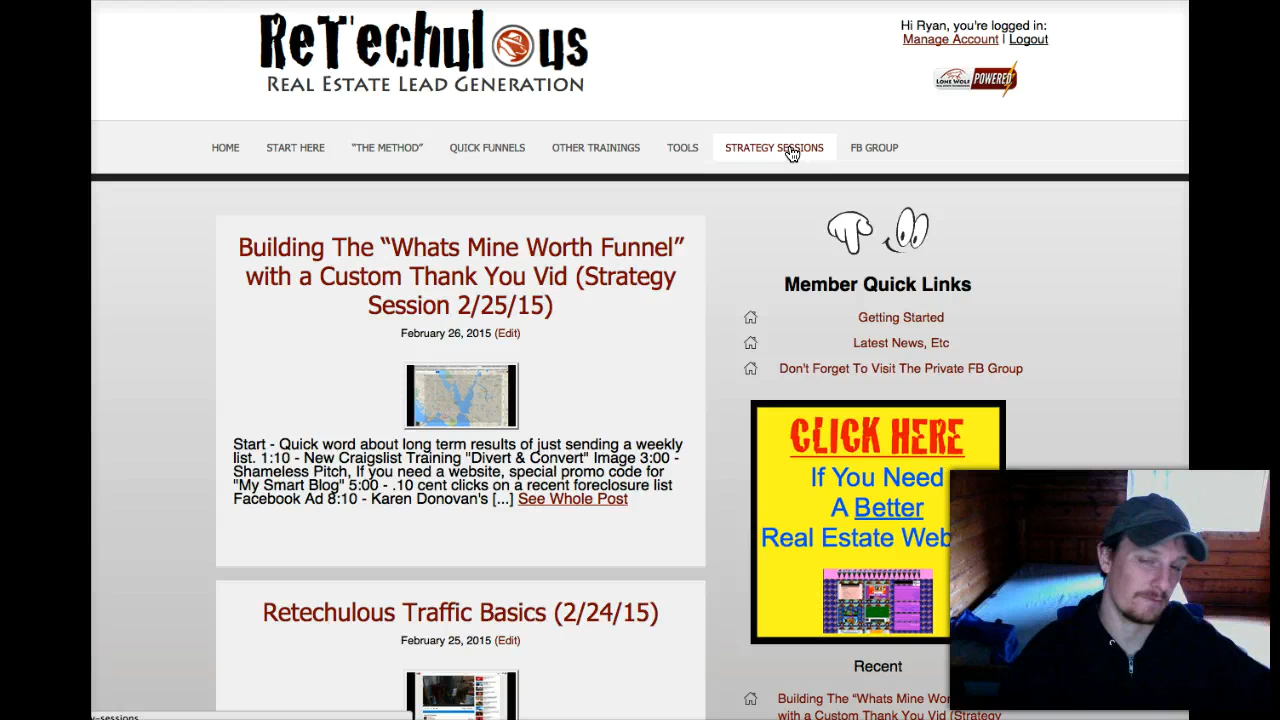 ReTechulous
Real Estate Lead Generation
Hi Ryan, you're logged in:
Manage Account | Logout
LONE WOLF POWERED
HOME START HERE "THE METHOD" QUICK FUNNELS OTHER TRAININGS TOOLS STRATEGY SESSIONS FB GROUP
Building The “Whats Mine Worth Funnel”
with a Custom Thank You Vid (Strategy
Session 2/25/15)
February 26, 2015 (Edit)
Start - Quick word about long term results of just sending a weekly
list. 1:10 - New Craigslist Training "Divert & Convert" Image 3:00 -
Shameless Pitch, If you need a website, special promo code for
"My Smart Blog" 5:00 - .10 cent clicks on a recent foreclosure list
Facebook Ad 8:10 - Karen Donovan's [...] See Whole Post
Retechulous Traffic Basics (2/24/15)
February 25, 2015 (Edit)
Member Quick Links
Getting Started
Latest News, Etc
Don't Forget To Visit The Private FB Group
CLICK HERE
If You Need
A Better
Real Estate Web
Recent
Building The “Whats Mine Wor
with a Custom Thank You Vid (Strategy
y-sessions